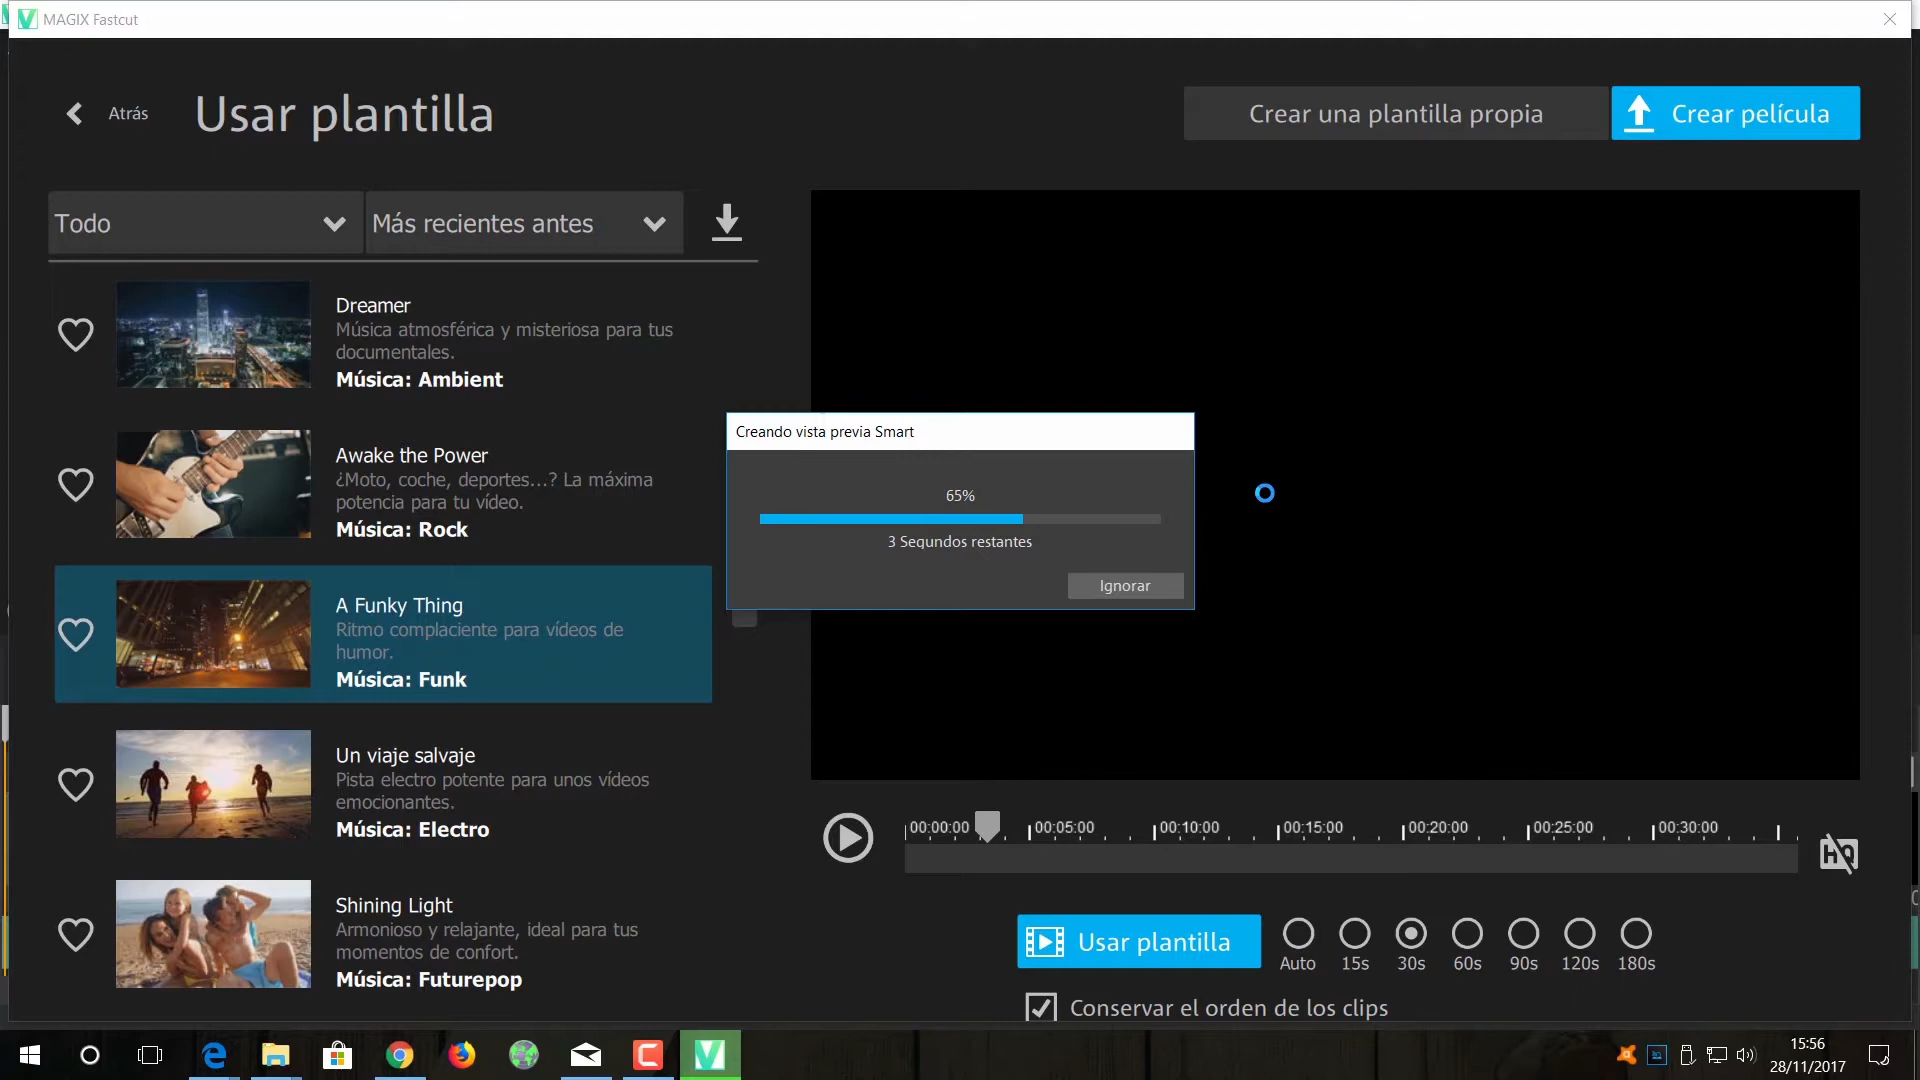 MAGIX Fastcut
Atrás
Usar plantilla
Crear una plantilla propia
Crear película
Todo
Más recientes antes
Dreamer
Música atmosférica y misteriosa para tus
documentales.
Música: Ambient
Awake the Power
¿Moto, coche, deportes...? La máxima
potencia para tu vídeo.
Música: Rock
A Funky Thing
Ritmo complaciente para vídeos de
humor.
Música: Funk
Un viaje salvaje
Pista electro potente para unos vídeos
emocionantes.
Música: Electro
Shining Light
Armonioso y relajante, ideal para tus
momentos de confort.
Música: Futurepop
Creando vista previa Smart
65%
3 Segundos restantes
Ignorar
00:00:00
00:05:00
00:10:00
00:15:00
00:20:00
00:25:00
00:30:00
HQ
Usar plantilla
Auto
15s
30s
60s
90s
120s
180s
Conservar el orden de los clips
15:56
28/11/2017